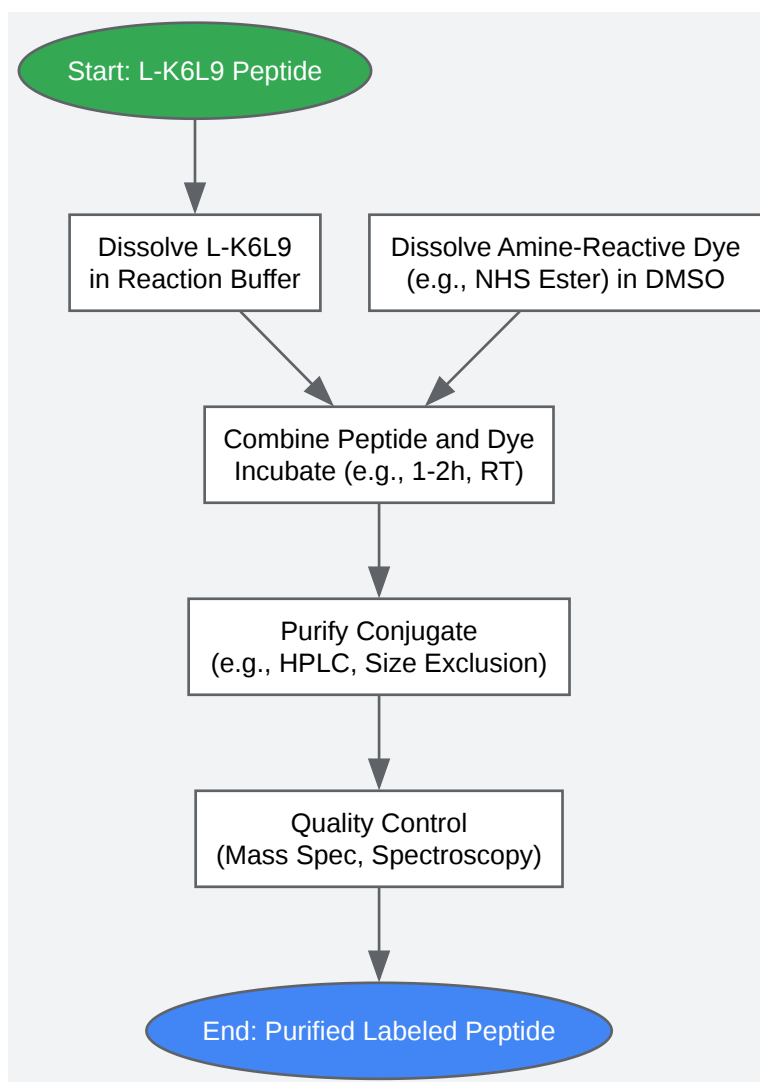 Start: L-K6L9 Peptide
Dissolve L-K6L9
in Reaction Buffer
Dissolve Amine-Reactive Dye
(e.g., NHS Ester) in DMSO
Combine Peptide and Dye
Incubate (e.g., 1-2h, RT)
Purify Conjugate
(e.g., HPLC, Size Exclusion)
Quality Control
(Mass Spec, Spectroscopy)
End: Purified Labeled Peptide